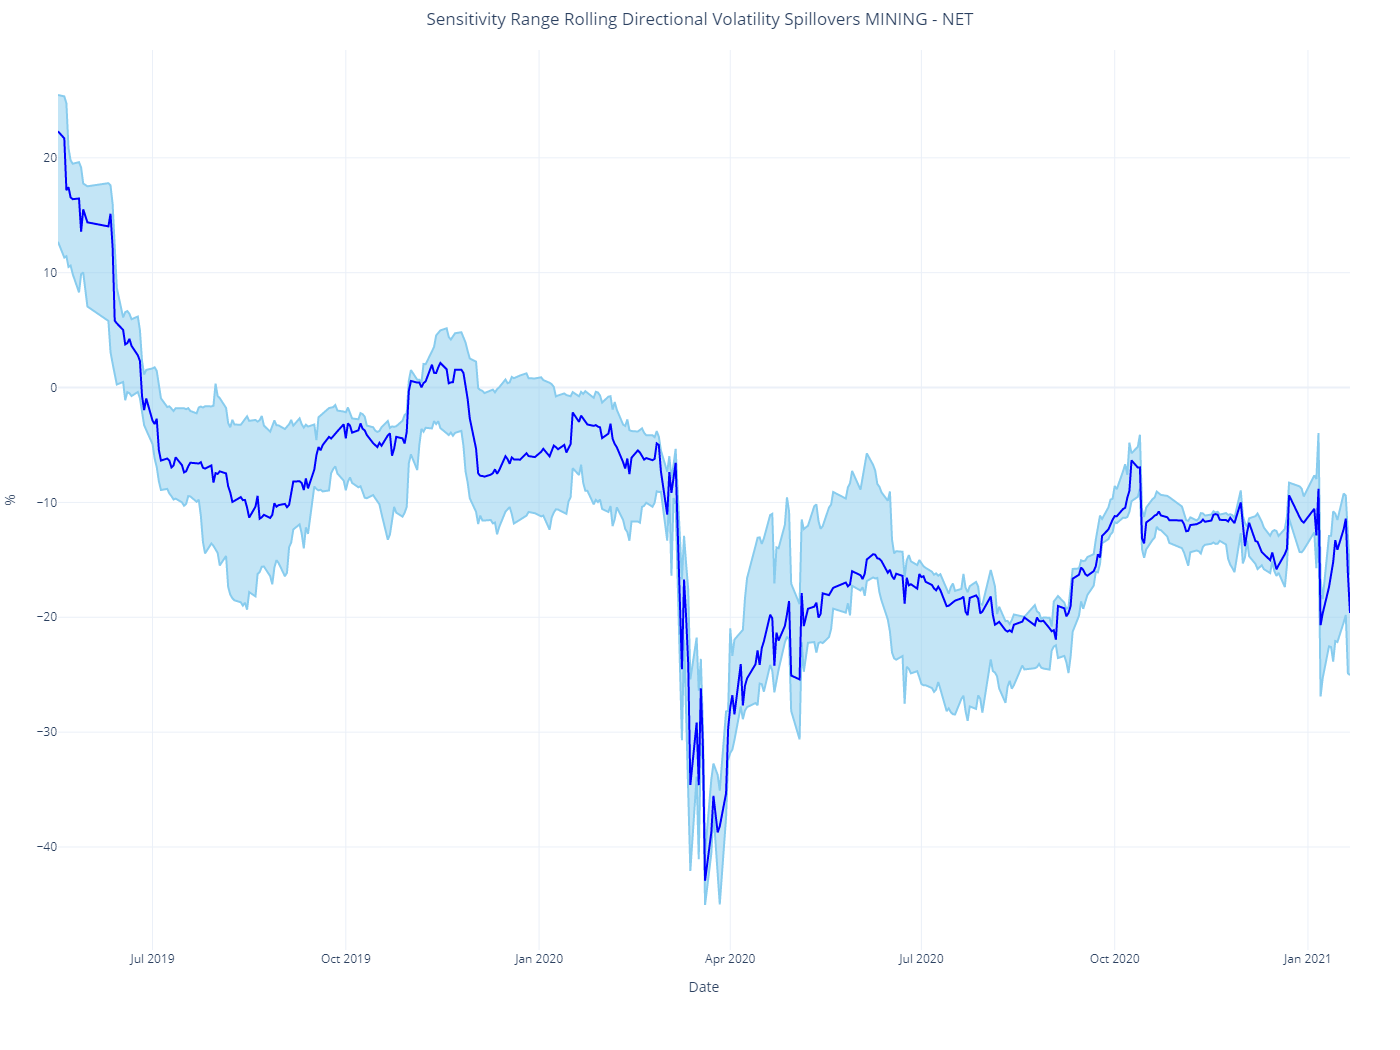 Sensitivity Range Rolling Directional Volatility Spillovers MINING - NET
20
10
0
−10
−20
−30
−40
%
Jul 2019
Oct 2019
Jan 2020
Apr 2020
Jul 2020
Oct 2020
Jan 2021
Date